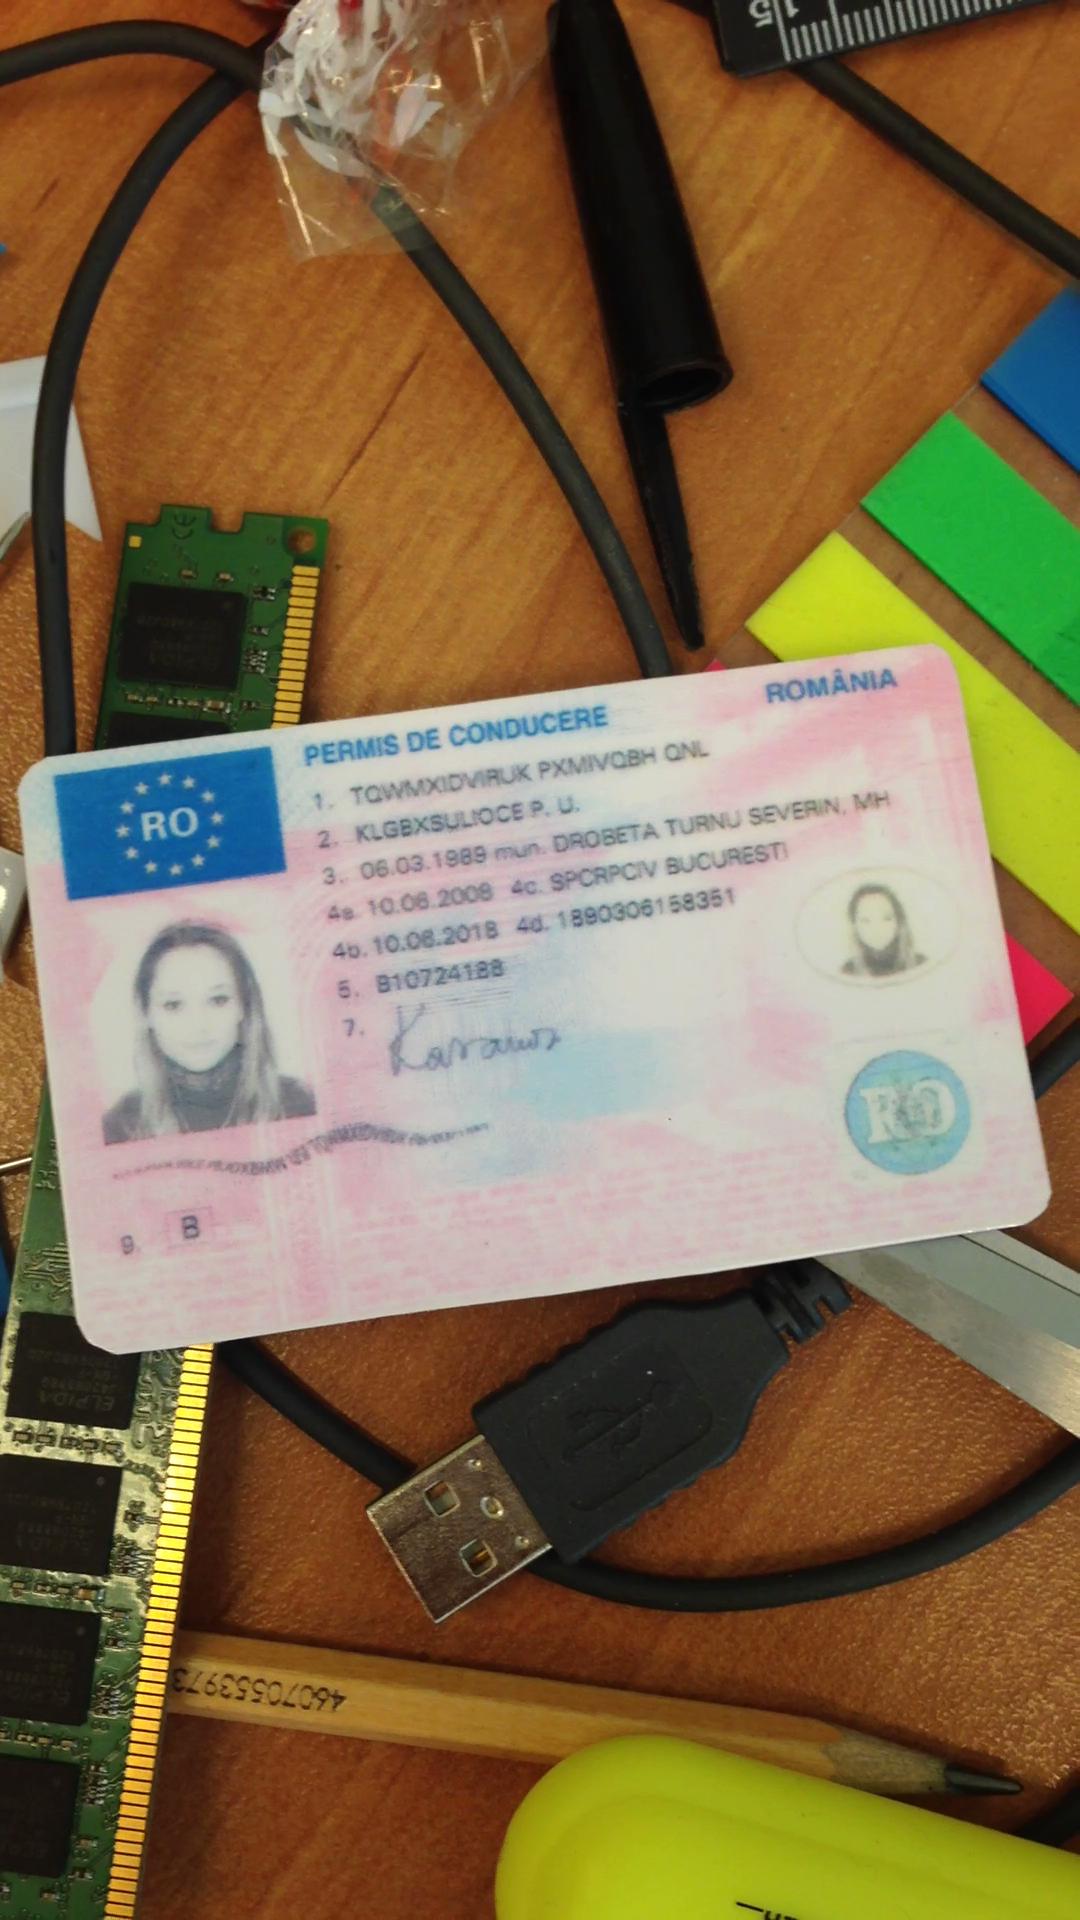 15
ROMÂNIA
PERMIS DE CONDUCERE
RO
1. TQWMXIDVIRUK PXMIVQBH QNL
2. KLGBXSULIOCE P. U.
3. 06.03.1989 mun. DROBETA TURNU SEVERIN, MH
4a. 10.06.2008 4c. SPCRPCIV BUCURESTI
4b. 10.06.2018 4d. 1890306158351
5. B10724188
7.
RO
9. B
ELPIDA
ELPIDA
4607055397